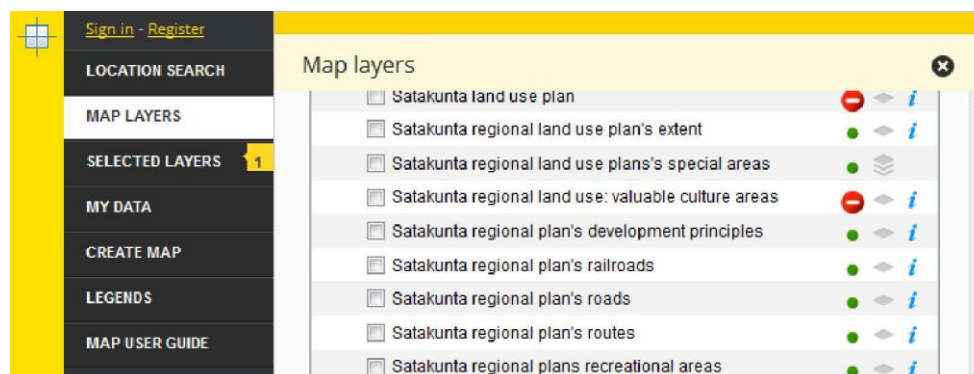 Sign in - Register
LOCATION SEARCH
MAP LAYERS
SELECTED LAYERS 1
MY DATA
CREATE MAP
LEGENDS
MAP USER GUIDE
Map layers
Satakunta land use plan
Satakunta regional land use plan's extent
Satakunta regional land use plans's special areas
Satakunta regional land use: valuable culture areas
Satakunta regional plan's development principles
Satakunta regional plan's railroads
Satakunta regional plan's roads
Satakunta regional plan's routes
Satakunta regional plans recreational areas